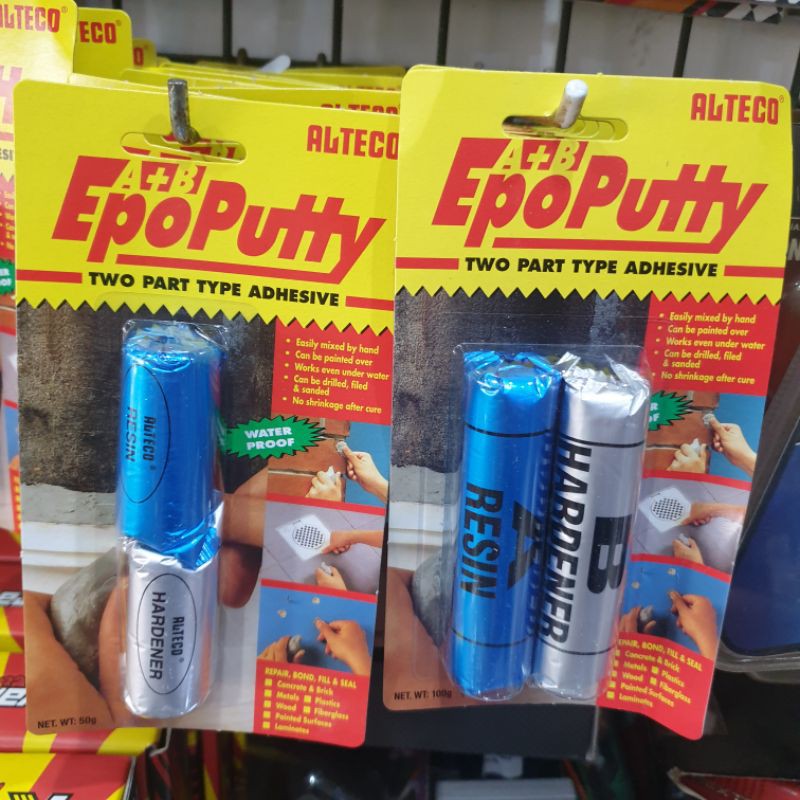 ALTECO
ECO
ALTECO
A+B
EpoPutty
TWO PART TYPE ADHESIVE
• Easily mixed by hand
• Can be painted over
• Works even under water
• Can be drilled, filed
& sanded
• No shrinkage after cure
WATER
PROOF
ALTECO®
RESIN
ALTECO®
HARDENER
REPAIR, BOND, FILL & SEAL
Concrete & Brick
Metals Plastics
Wood Fiberglass
Painted Surfaces
Laminates
NET. WT: 50g
ALTECO®
A+B
EpoPutty
TWO PART TYPE ADHESIVE
• Easily mixed by hand
• Can be painted over
• Works even under water
• Can be drilled, filed
& sanded
• No shrinkage after cure
A
RESIN
B
HARDENER
REPAIR, BOND, FILL & SEAL
Concrete & Brick
Metals Plastics
Wood Fiberglass
Painted Surfaces
Laminates
NET. WT: 100g